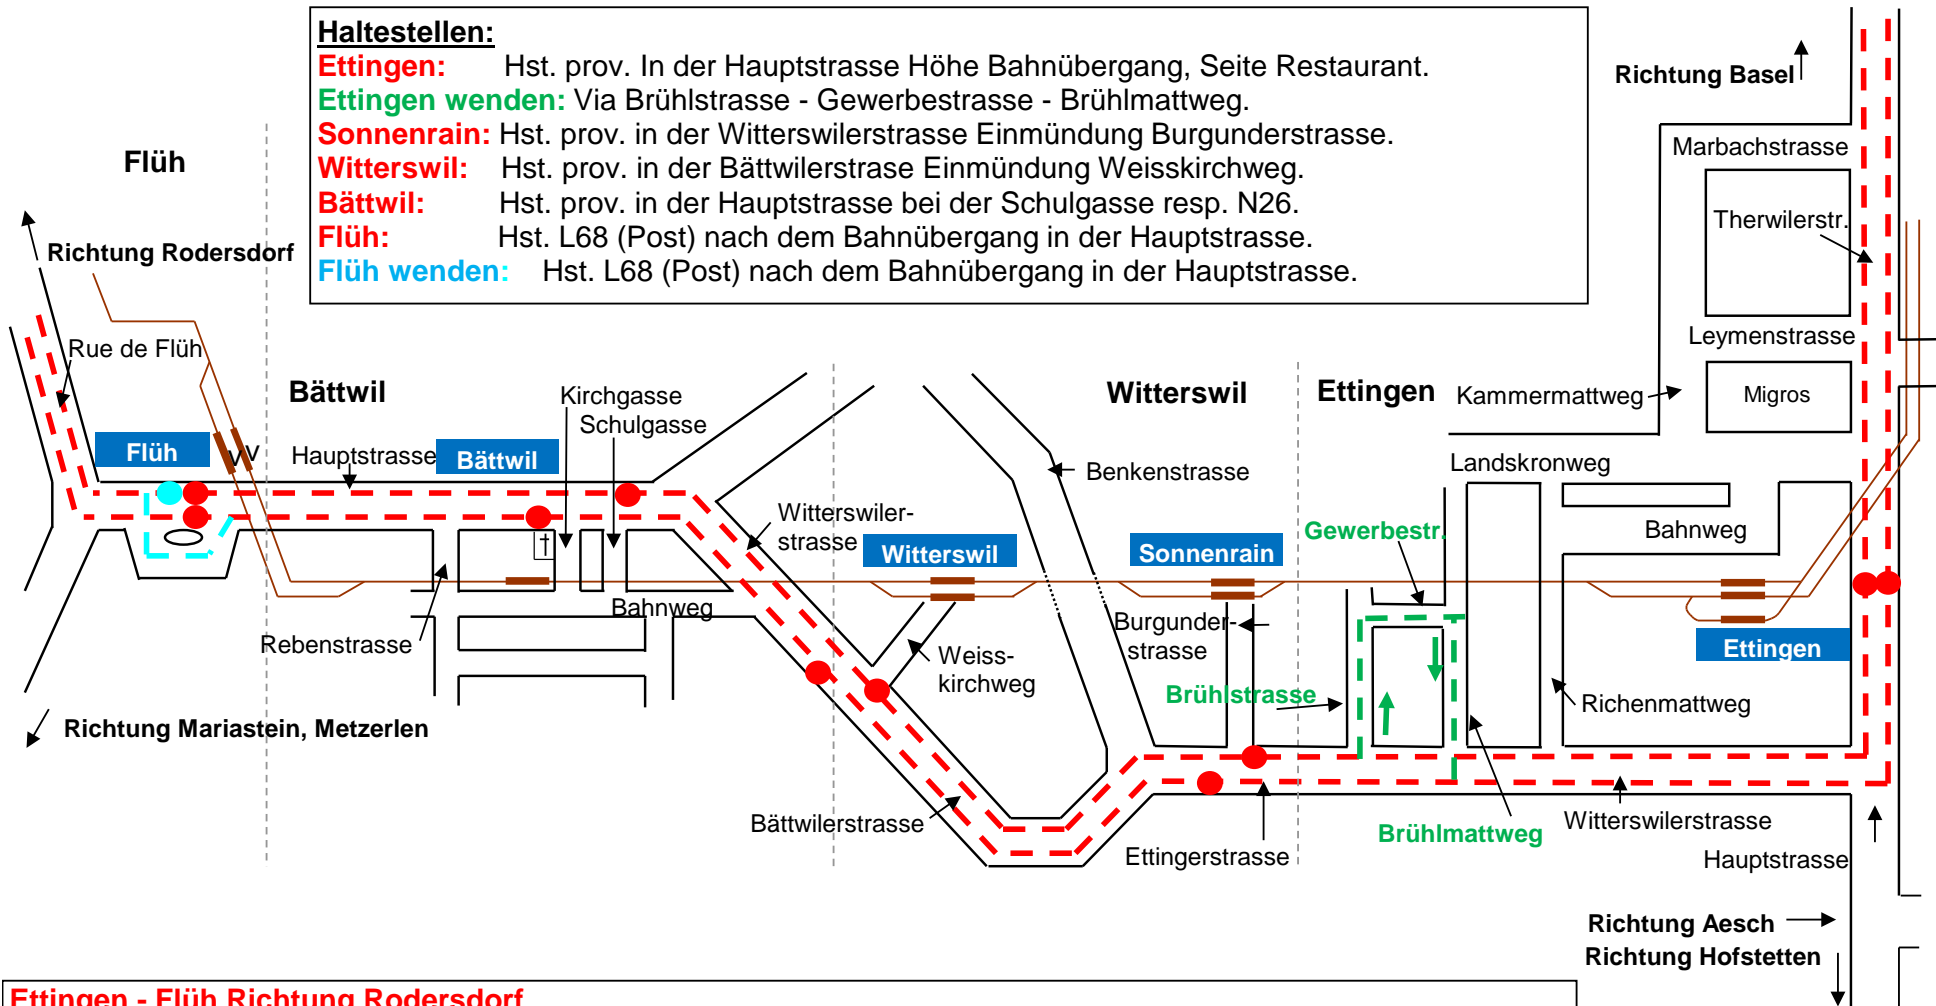 Haltestellen:
Ettingen: Hst. prov. In der Hauptstrasse Höhe Bahnübergang, Seite Restaurant.
Ettingen wenden: Via Brühlstrasse - Gewerbestrasse - Brühlmattweg.
Sonnenrain: Hst. prov. in der Witterswilerstrasse Einmündung Burgunderstrasse.
Witterswil: Hst. prov. in der Bättwilerstrase Einmündung Weisskirchweg.
Bättwil: Hst. prov. in der Hauptstrasse bei der Schulgasse resp. N26.
Flüh: Hst. L68 (Post) nach dem Bahnübergang in der Hauptstrasse.
Flüh wenden: Hst. L68 (Post) nach dem Bahnübergang in der Hauptstrasse.
Richtung Basel
Marbachstrasse
Therwilerstr.
Leymenstrasse
Migros
Kammermattweg
Flüh
Richtung Rodersdorf
Rue de Flüh
Bättwil
Kirchgasse
Schulgasse
Witterswil
Ettingen
Flüh
V V
Hauptstrasse
Bättwil
Benkenstrasse
Landskronweg
Bahnweg
Witterswiler-
strasse
Witterswil
Sonnenrain
Gewerbestr.
Bahnweg
Rebenstrasse
Weiss-
kirchweg
Burgunder-
strasse
Ettingen
Brühlstrasse
Richenmattweg
Richtung Mariastein, Metzerlen
Bättwilerstrasse
Ettingerstrasse
Brühlmattweg
Witterswilerstrasse
Hauptstrasse
Richtung Aesch
Richtung Hofstetten
Ettingen - Flüh Richtung Rodersdorf